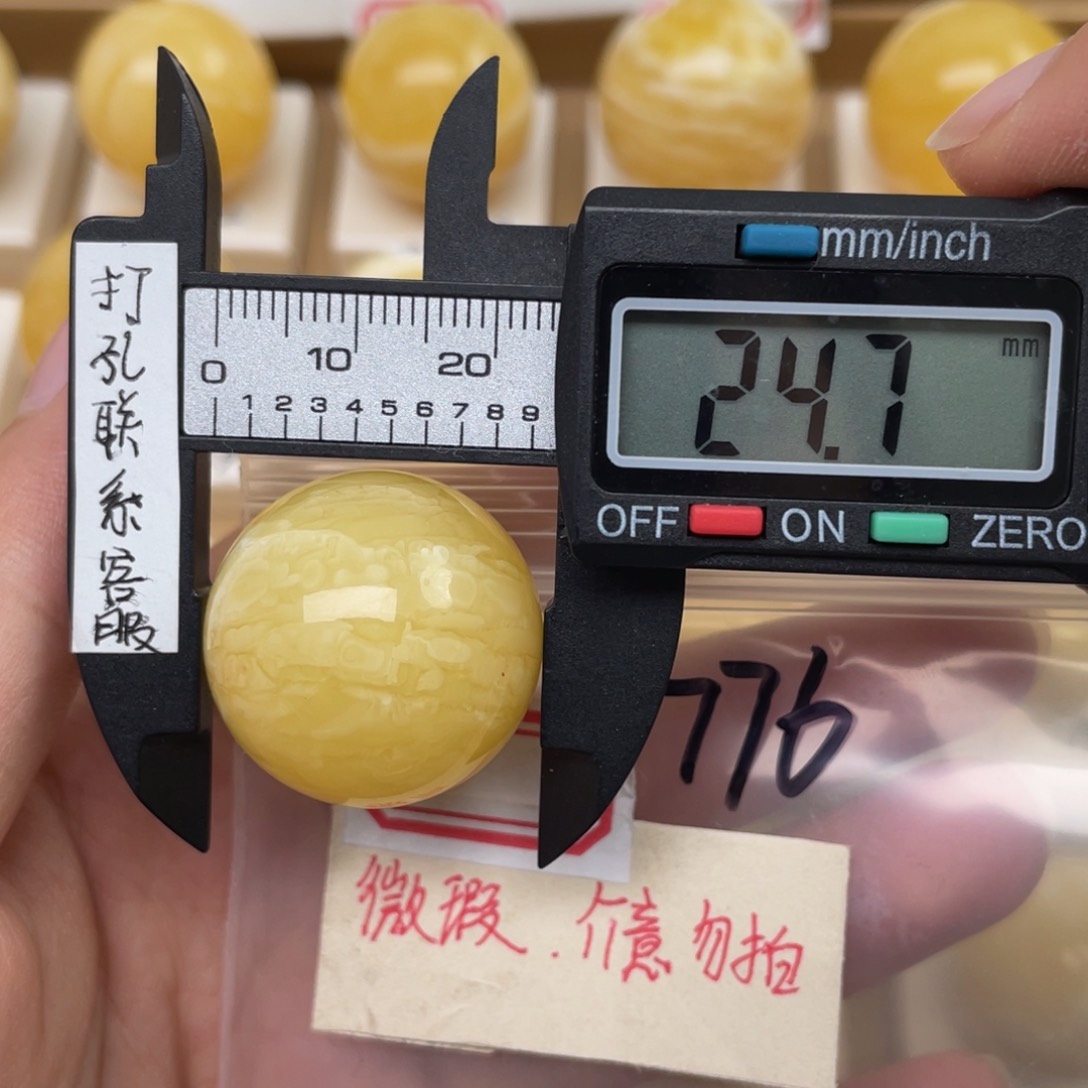 打孔联系客服
mm/inch
24.7 mm
OFF ON ZERO
0 10 20
1 2 3 4 5 6 7 8 9
776
微瑕.介意勿拍